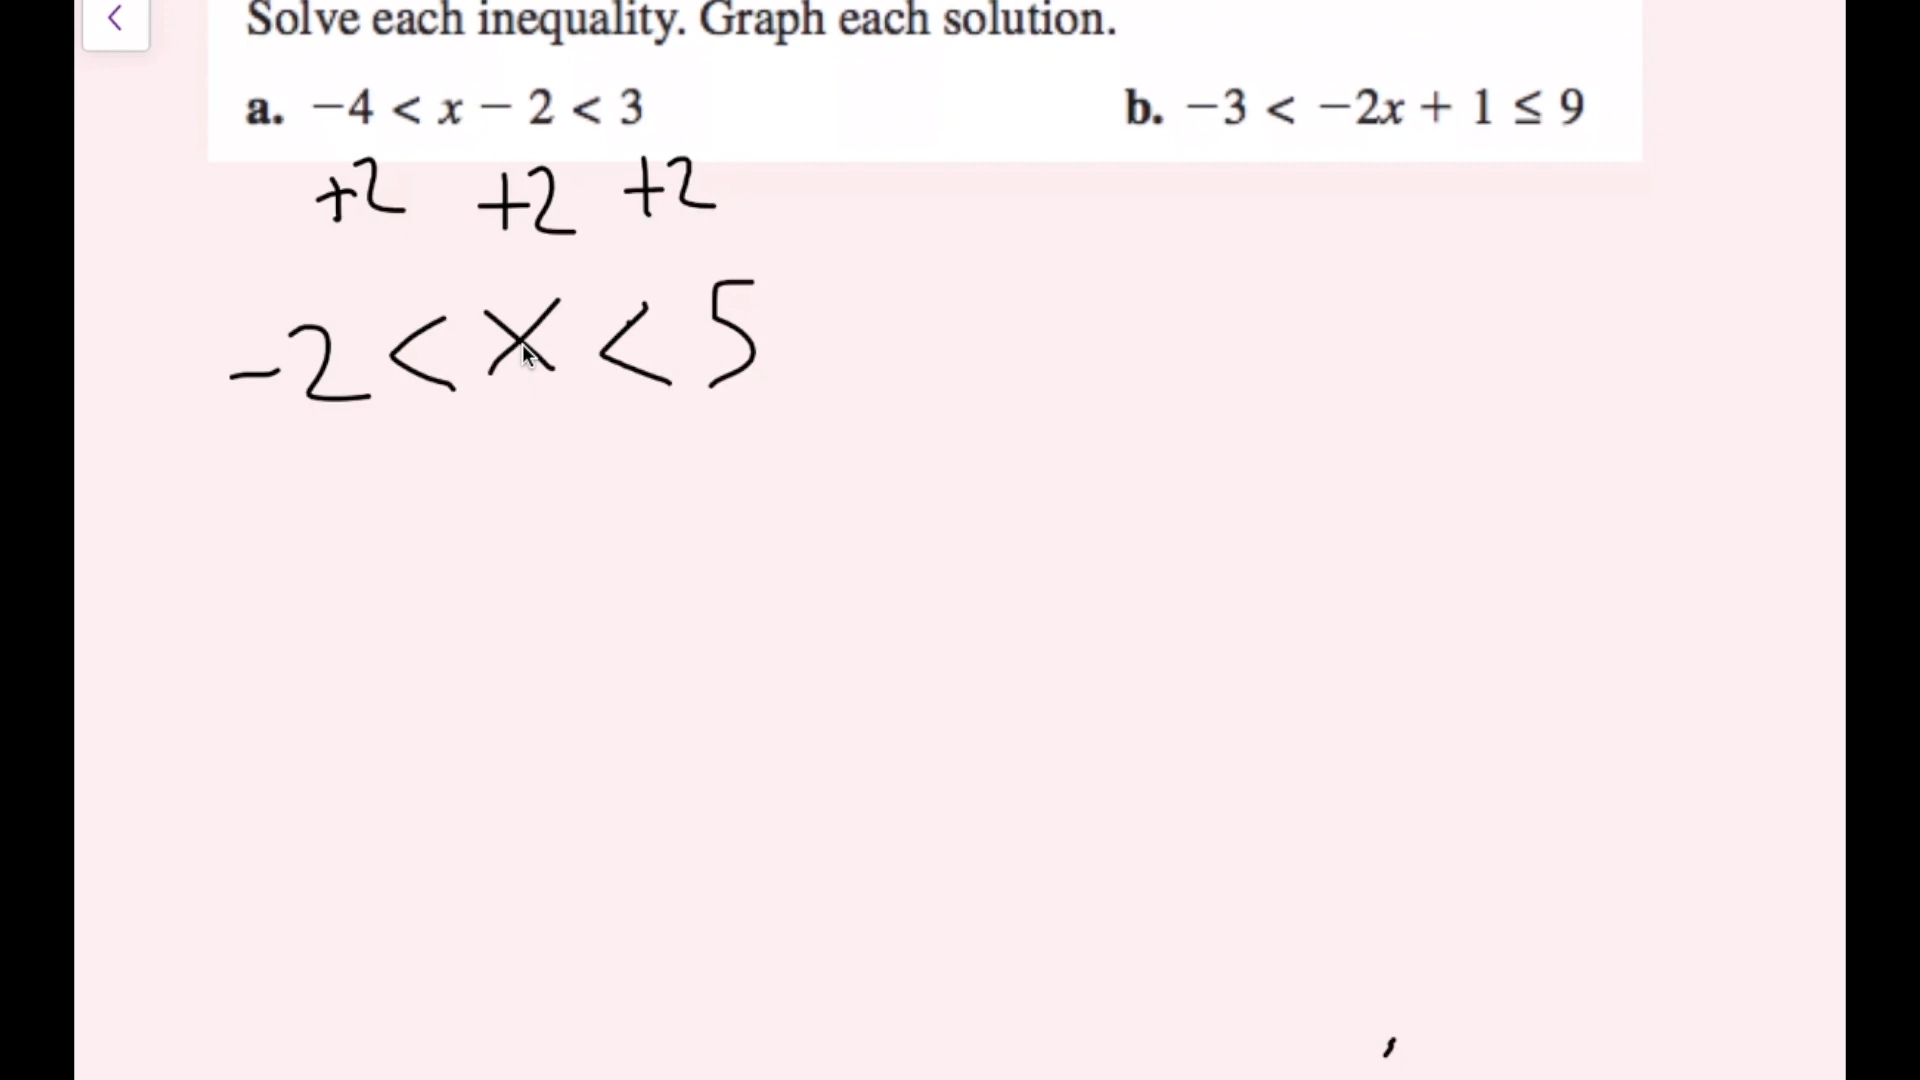 Solve each inequality. Graph each solution.
a. −4 < x − 2 < 3
b. −3 < −2x + 1 ≤ 9
+2 +2 +2
-2 < x < 5